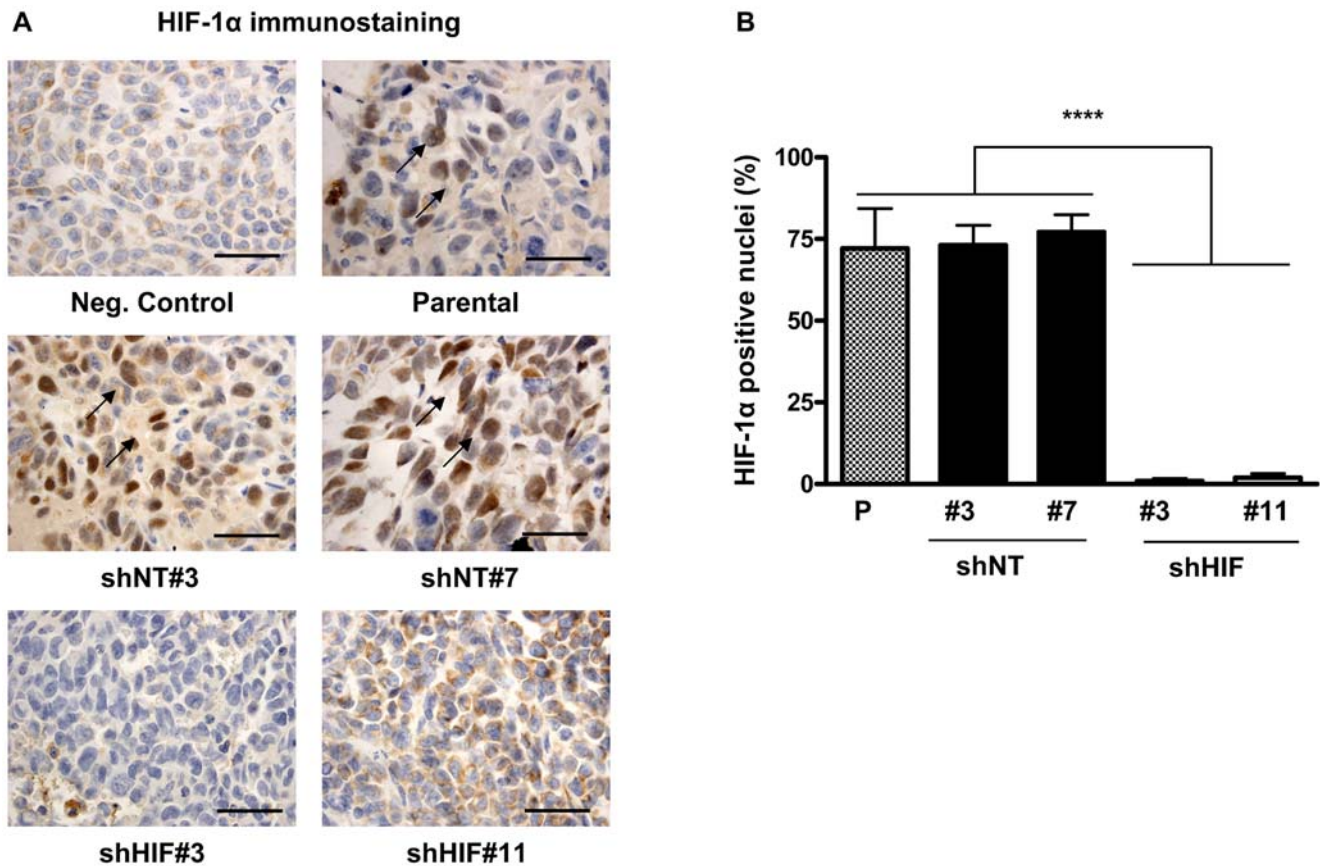 A
HIF-1α immunostaining
Neg. Control
Parental
shNT#3
shNT#7
shHIF#3
shHIF#11
B
****
HIF-1α positive nuclei (%)
100
75
50
25
0
P #3 #7 #3 #11
shNT shHIF